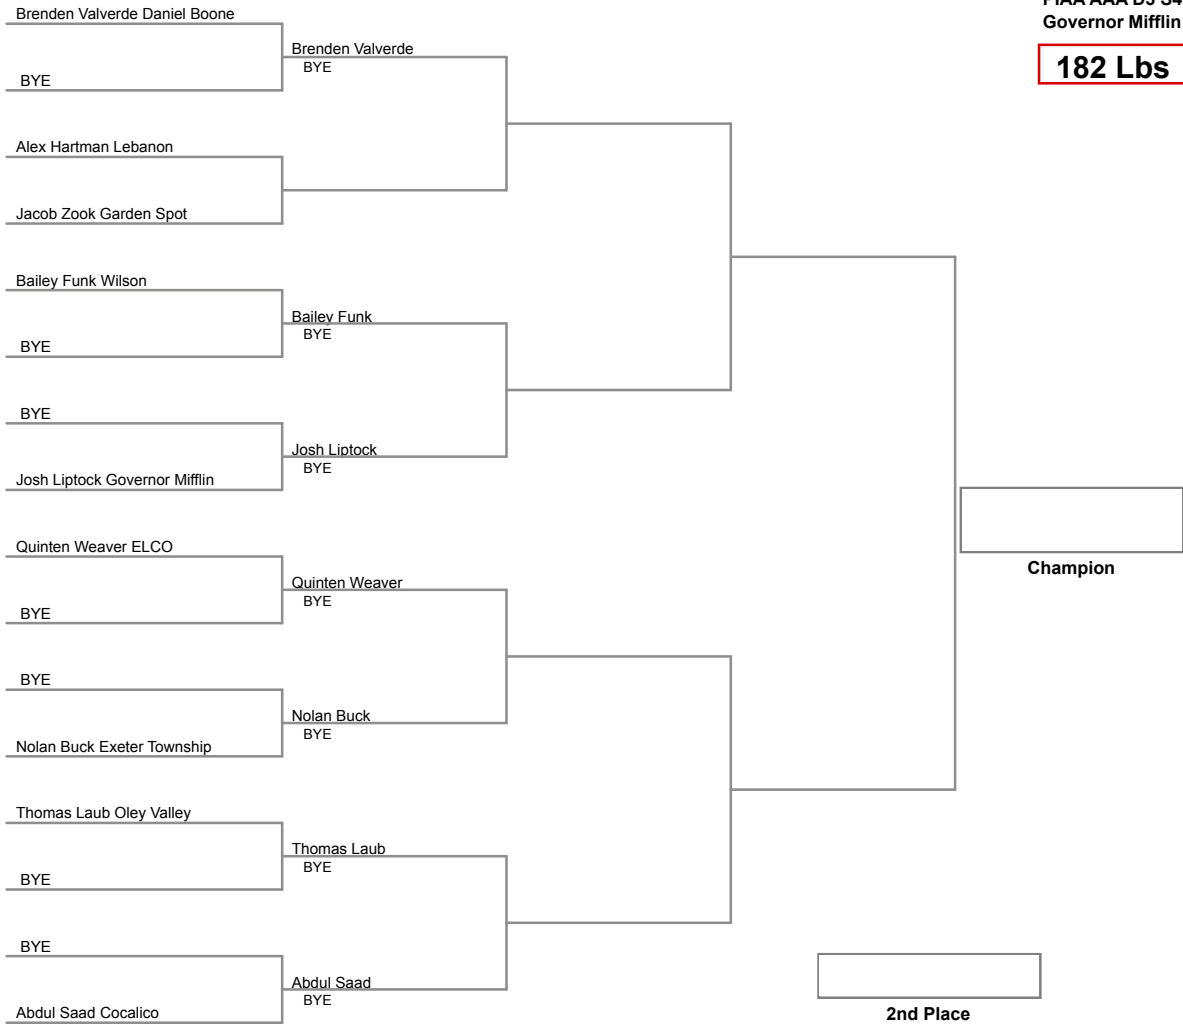 PIAA AAA D3 S4
Governor Mifflin
182 Lbs
Brenden Valverde Daniel Boone
BYE
Alex Hartman Lebanon
Jacob Zook Garden Spot
Bailey Funk Wilson
BYE
BYE
Josh Liptock Governor Mifflin
Quinten Weaver ELCO
BYE
BYE
Nolan Buck Exeter Township
Thomas Laub Oley Valley
BYE
BYE
Abdul Saad Cocalico
Brenden Valverde
BYE
Bailey Funk
BYE
Josh Liptock
BYE
Quinten Weaver
BYE
Nolan Buck
BYE
Thomas Laub
BYE
Abdul Saad
BYE
Champion
2nd Place